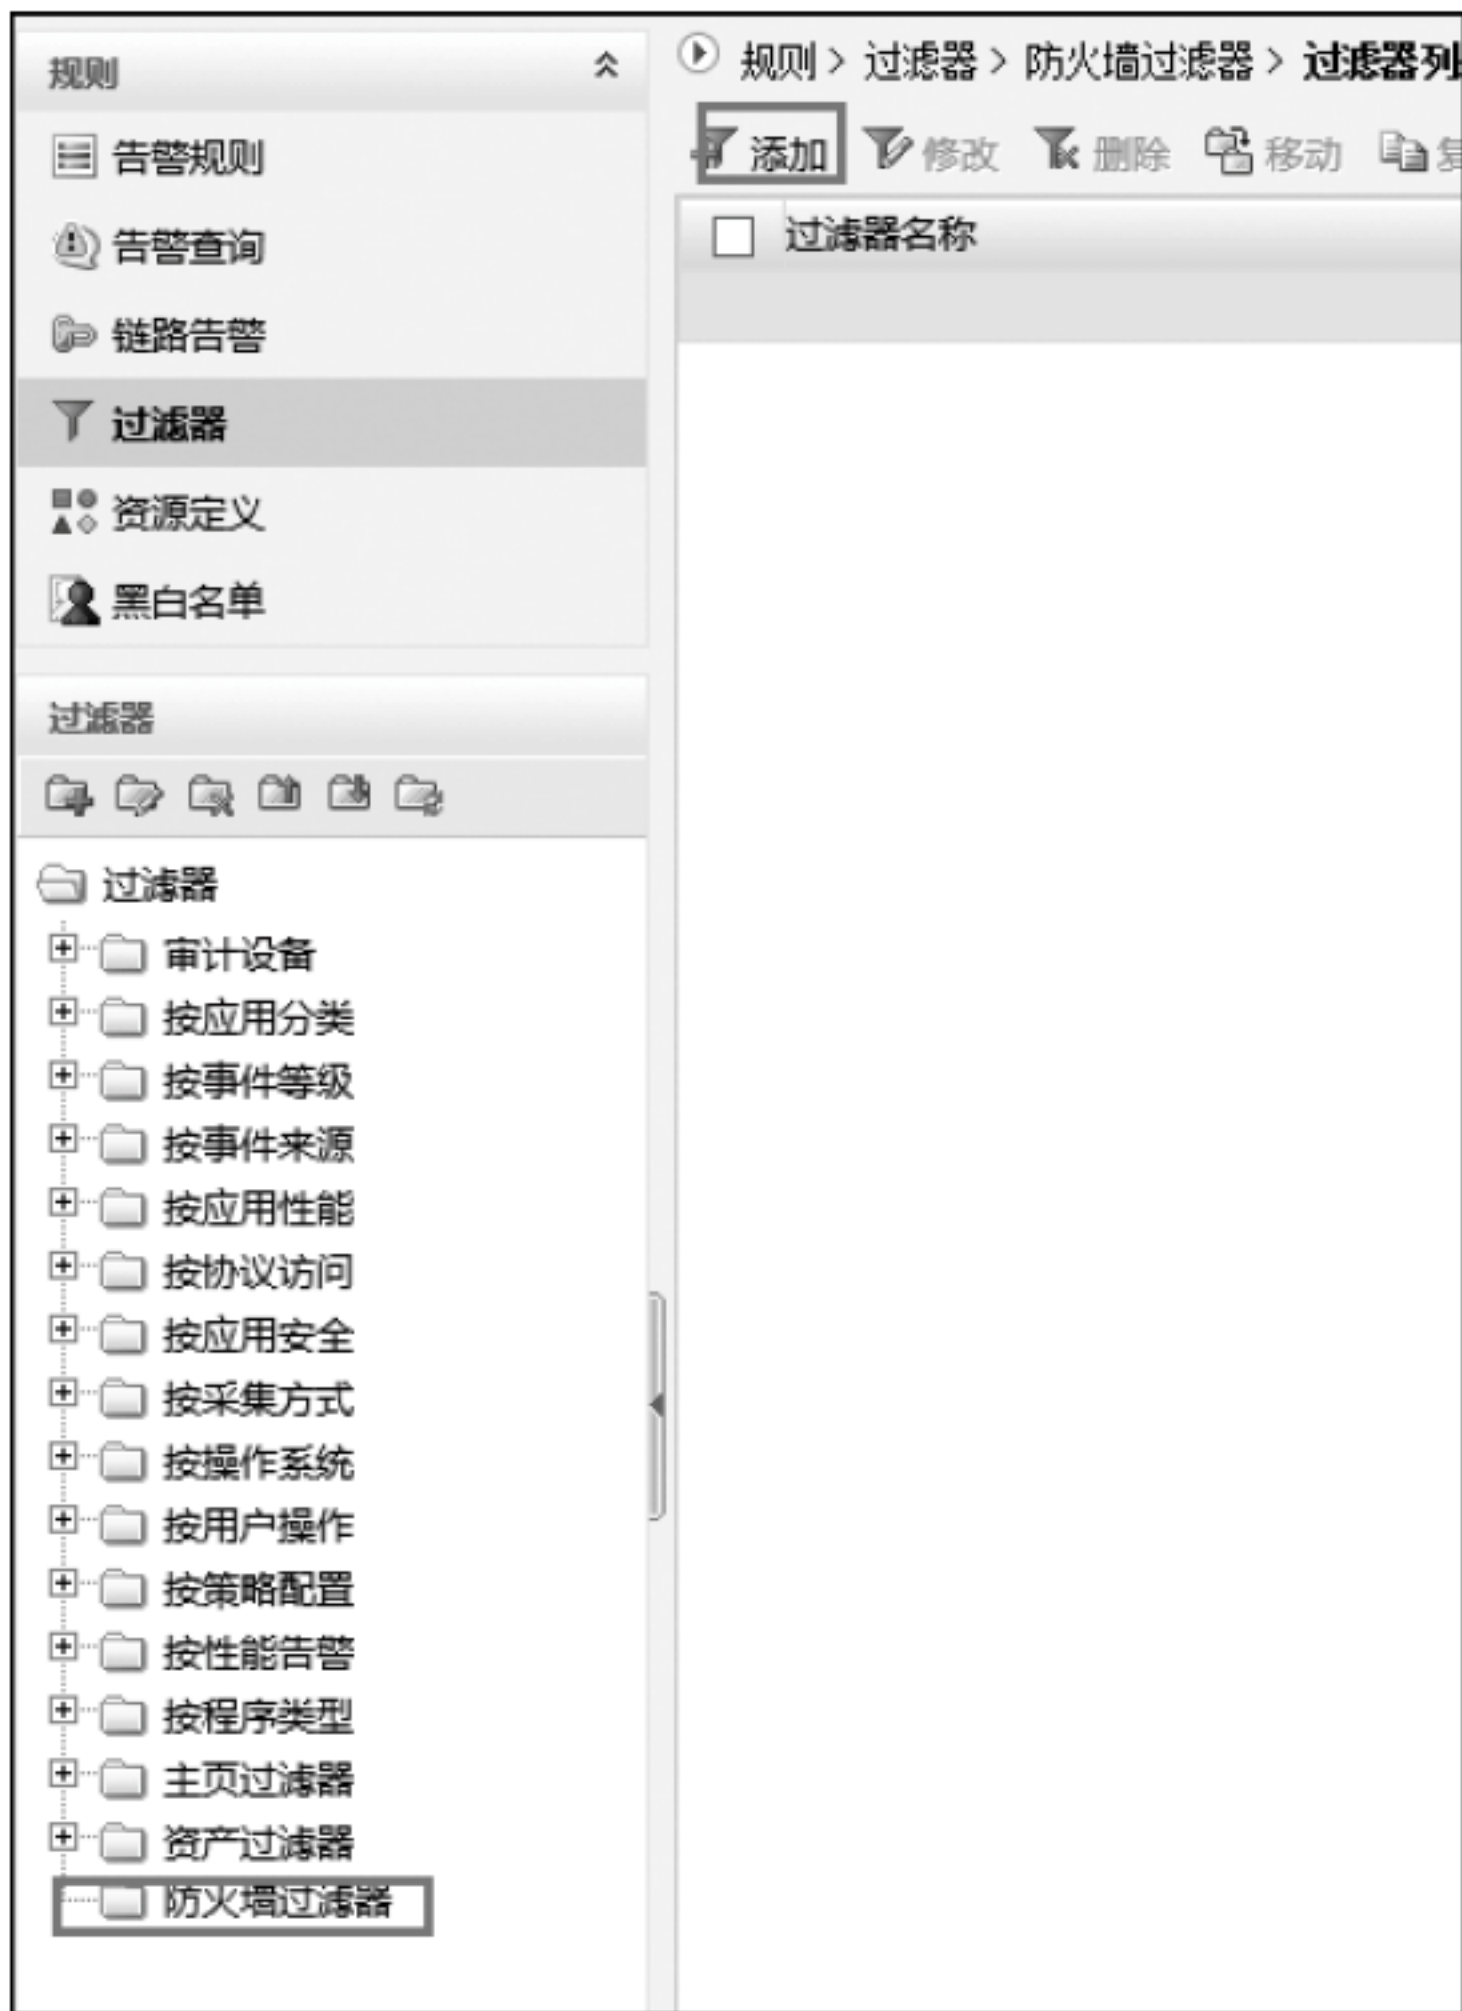 规则
告警规则
告警查询
链路告警
过滤器
资源定义
黑白名单
过滤器
过滤器
审计设备
按应用分类
按事件等级
按事件来源
按应用性能
按协议访问
按应用安全
按采集方式
按操作系统
按用户操作
按策略配置
按性能告警
按程序类型
主页过滤器
资产过滤器
防火墙过滤器
规则 > 过滤器 > 防火墙过滤器 > 过滤器列
添加 修改 删除 移动
过滤器名称